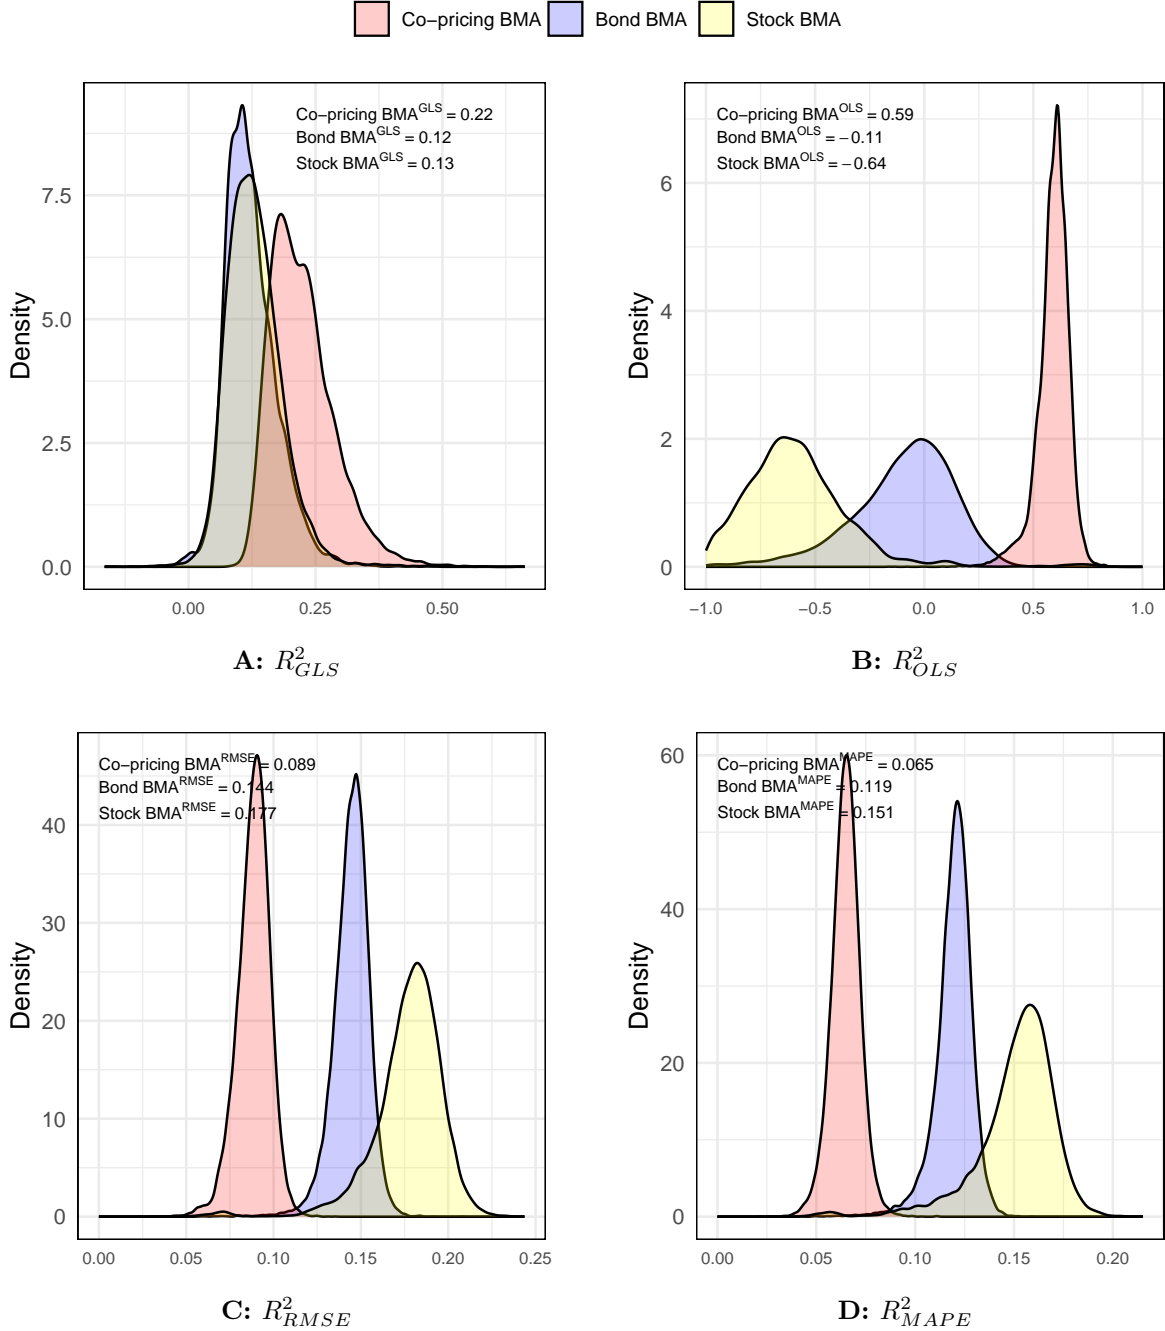 Co−pricing BMA Bond BMA Stock BMA
Co−pricing BMA^GLS = 0.22
Bond BMA^GLS = 0.12
Stock BMA^GLS = 0.13
Density
7.5
5.0
2.5
0.0
0.00 0.25 0.50
A: R²_GLS
Co−pricing BMA^OLS = 0.59
Bond BMA^OLS = −0.11
Stock BMA^OLS = −0.64
Density
6
4
2
0
−1.0 −0.5 0.0 0.5 1.0
B: R²_OLS
Co−pricing BMA^RMSE = 0.089
Bond BMA^RMSE = 0.144
Stock BMA^RMSE = 0.177
Density
40
30
20
10
0
0.00 0.05 0.10 0.15 0.20 0.25
C: R²_RMSE
Co−pricing BMA^MAPE = 0.065
Bond BMA^MAPE = 0.119
Stock BMA^MAPE = 0.151
Density
60
40
20
0
0.00 0.05 0.10 0.15 0.20
D: R²_MAPE